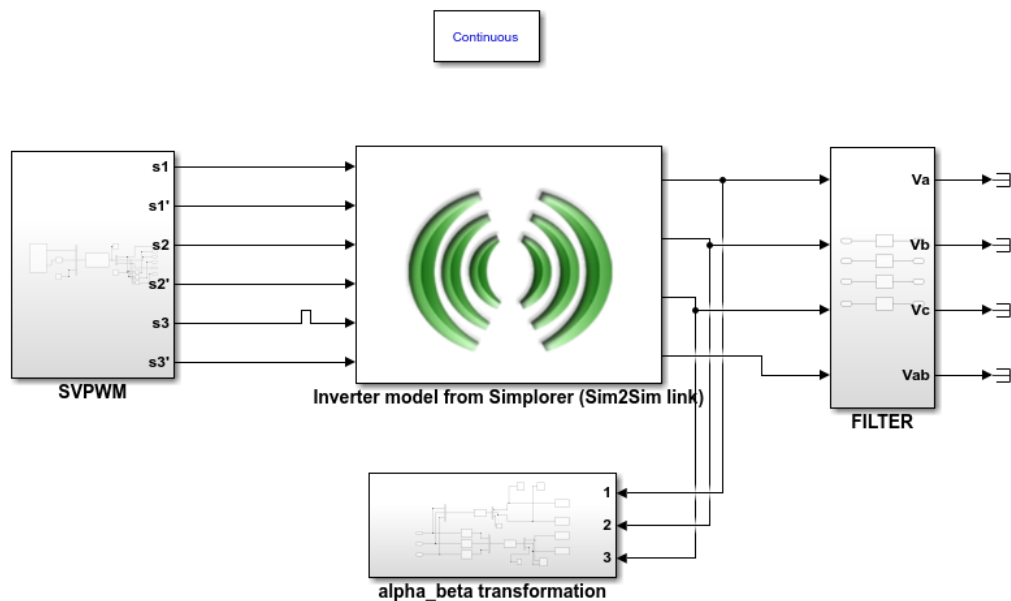 Continuous
s1
s1'
s2
s2'
s3
s3'
SVPWM
Inverter model from Simplorer (Sim2Sim link)
Va
Vb
Vc
Vab
FILTER
1
2
3
alpha_beta transformation